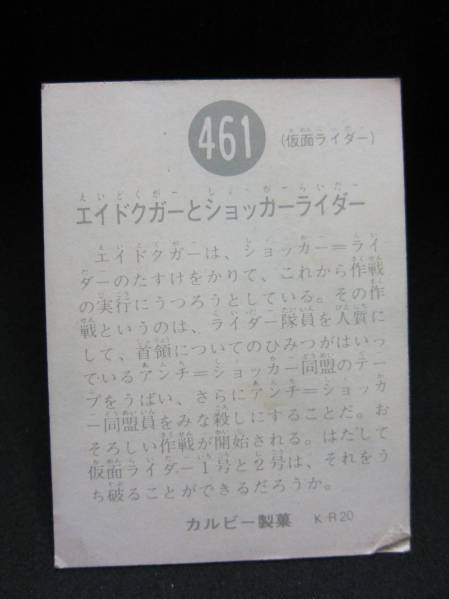 461
(仮面ライダー)
エイドクガーとショッカーライダー
エイドクガーは、ショッカー=ライ
ダーのたすけをかりて、これから作戦
の実行にうつろうとしている。その作
戦というのは、ライダー隊員を人質に
して、首領についてのひみつがはいっ
ているアンチ=ショッカー同盟のテー
プをうばい、さらにアンチ=ショッカ
ー同盟員をみな殺しにすることだ。お
そろしい作戦が開始される。はたして
仮面ライダー1号と2号は、それをう
ち破ることができるだろうか。
カルビー製菓 K・R20